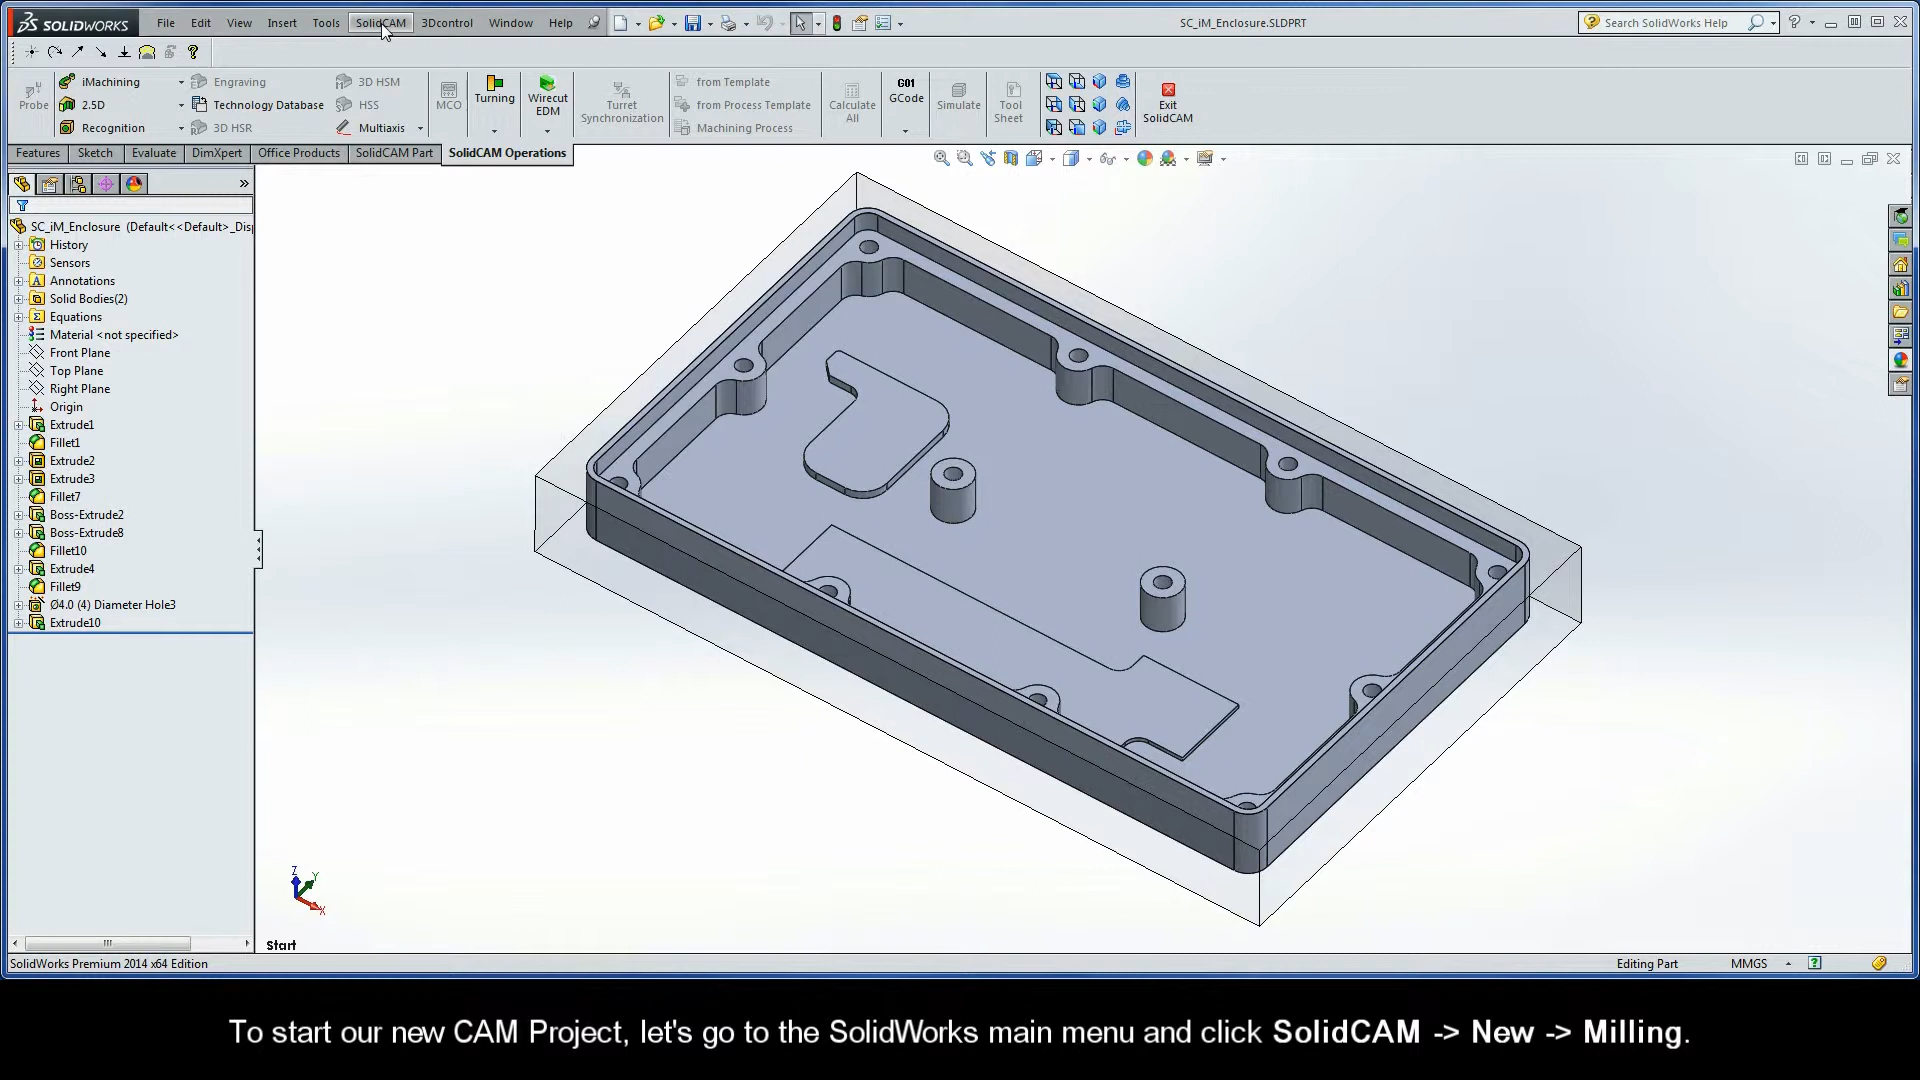 SOLIDWORKS File Edit View Insert Tools SolidCAM 3Dcontrol Window Help SC_iM_Enclosure.SLDPRT Search SolidWorks Help
Probe iMachining 2.5D Recognition Engraving Technology Database 3D HSR 3D HSM HSS Multiaxis MCO Turning Wirecut EDM Turret Synchronization from Template from Process Template Machining Process Calculate All G01 GCode Simulate Tool Sheet Exit SolidCAM
Features Sketch Evaluate DimXpert Office Products SolidCAM Part SolidCAM Operations
SC_iM_Enclosure (Default<<Default>_Disp
History
Sensors
Annotations
Solid Bodies(2)
Equations
Material <not specified>
Front Plane
Top Plane
Right Plane
Origin
Extrude1
Fillet1
Extrude2
Extrude3
Fillet7
Boss-Extrude2
Boss-Extrude8
Fillet10
Extrude4
Fillet9
Ø4.0 (4) Diameter Hole3
Extrude10
Z
Y
X
Start
SolidWorks Premium 2014 x64 Edition Editing Part MMGS
To start our new CAM Project, let's go to the SolidWorks main menu and click SolidCAM -> New -> Milling.